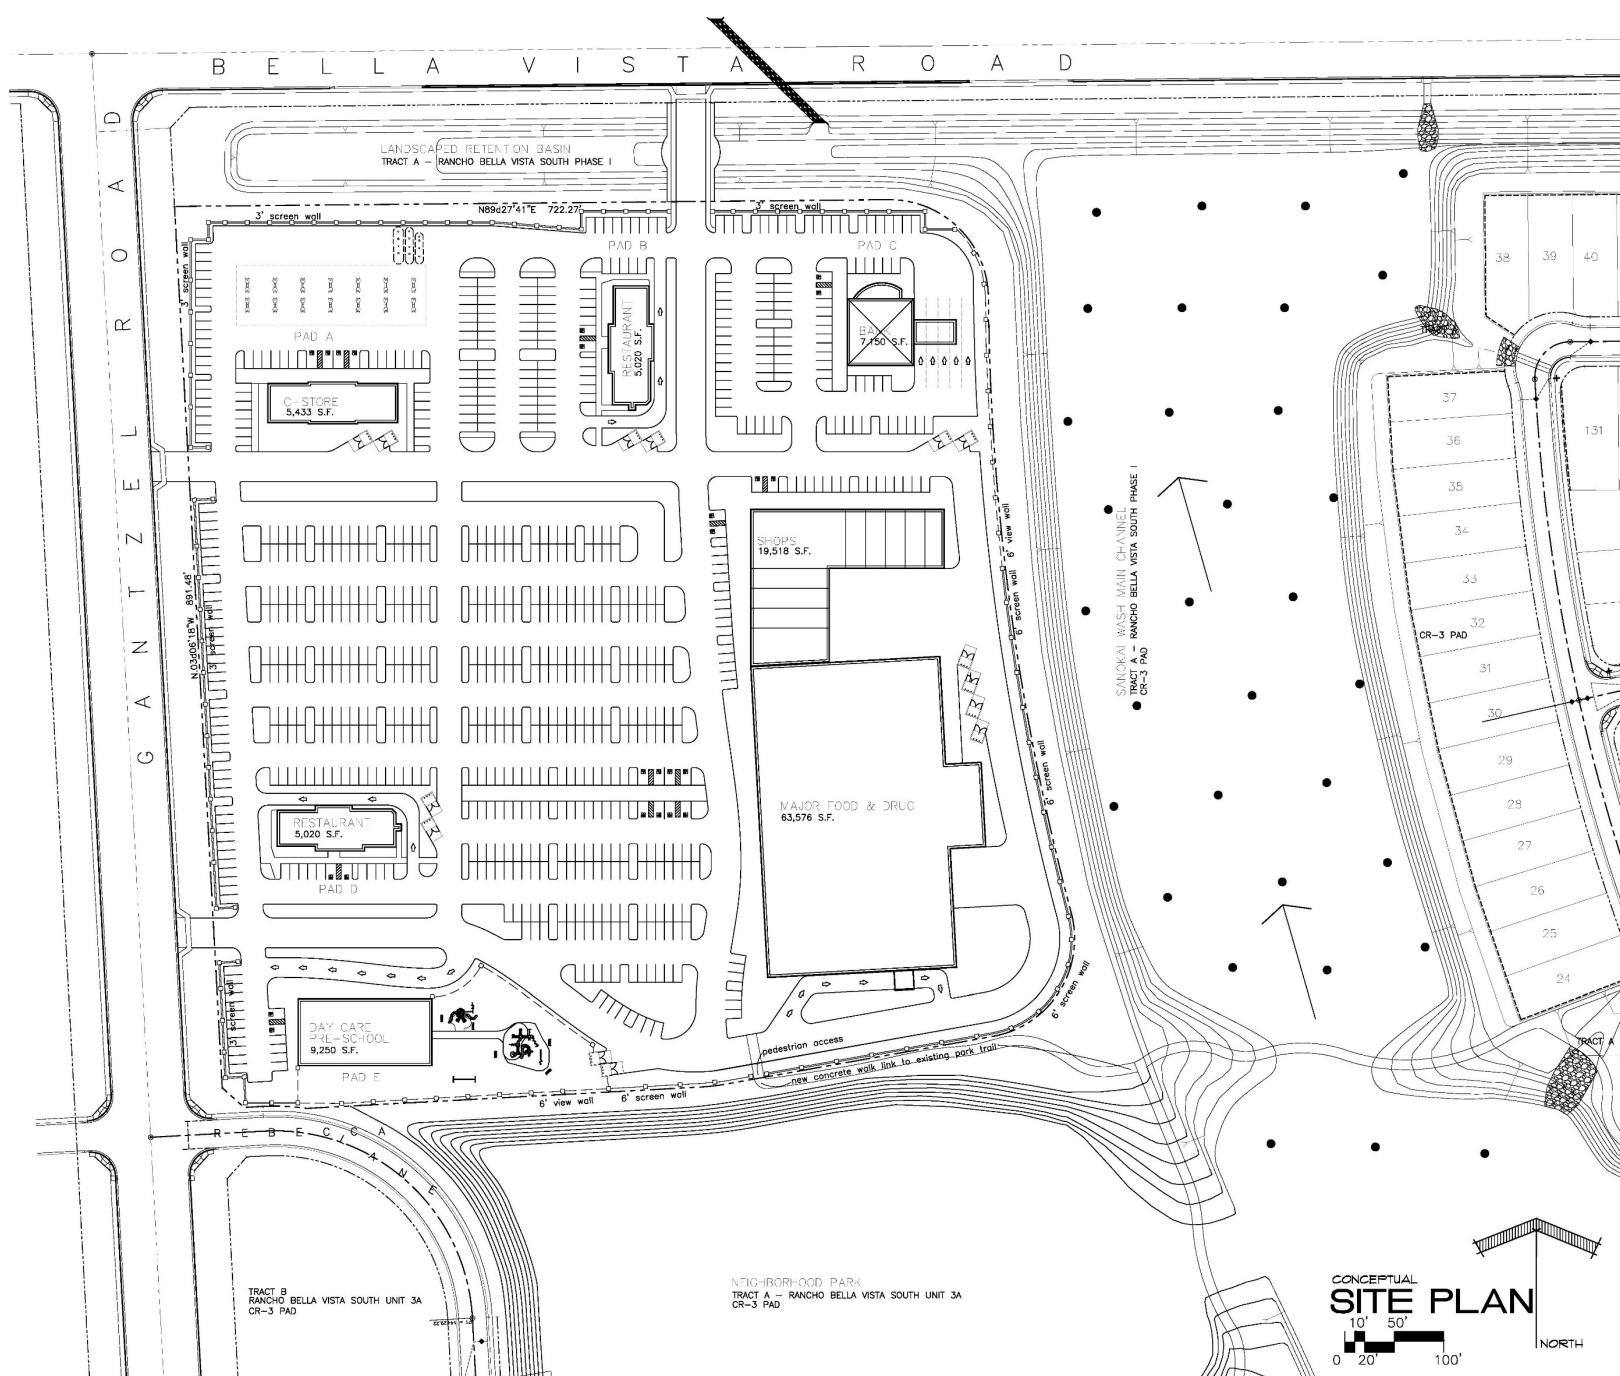 BELLA VISTA ROAD
GANTZEL ROAD
LANDSCAPED RETENTION BASIN
TRACT A – RANCHO BELLA VISTA SOUTH PHASE I
3' screen wall
N89d27'41"E 722.27'
3' screen wall
3' screen wall
PAD B
PAD C
PAD A
RESTAURANT
5,020 S.F.
BANK
7,150 S.F.
C-STORE
5,433 S.F.
38
39
40
37
36
35
34
33
32
31
30
29
28
27
26
25
24
131
CR-3 PAD
SHOPS
19,518 S.F.
6' view wall
6' screen wall
6' screen wall
SANOKAI WASH MAIN CHANNEL
TRACT A – RANCHO BELLA VISTA SOUTH PHASE I
CR-3 PAD
N.03d06'18"W 891.48'
3' screen wall
MAJOR FOOD & DRUG
63,576 S.F.
RESTAURANT
5,020 S.F.
PAD D
3' screen wall
DAY CARE
PRE-SCHOOL
9,250 S.F.
PAD E
6' screen wall
pedestrian access
new concrete walk link to existing park trail
6' view wall
6' screen wall
TRACT A
REBECCA LANE
TRACT B
RANCHO BELLA VISTA SOUTH UNIT 3A
CR-3 PAD
NEIGHBORHOOD PARK
TRACT A – RANCHO BELLA VISTA SOUTH UNIT 3A
CR-3 PAD
CONCEPTUAL
SITE PLAN
10' 50'
0 20' 100'
NORTH